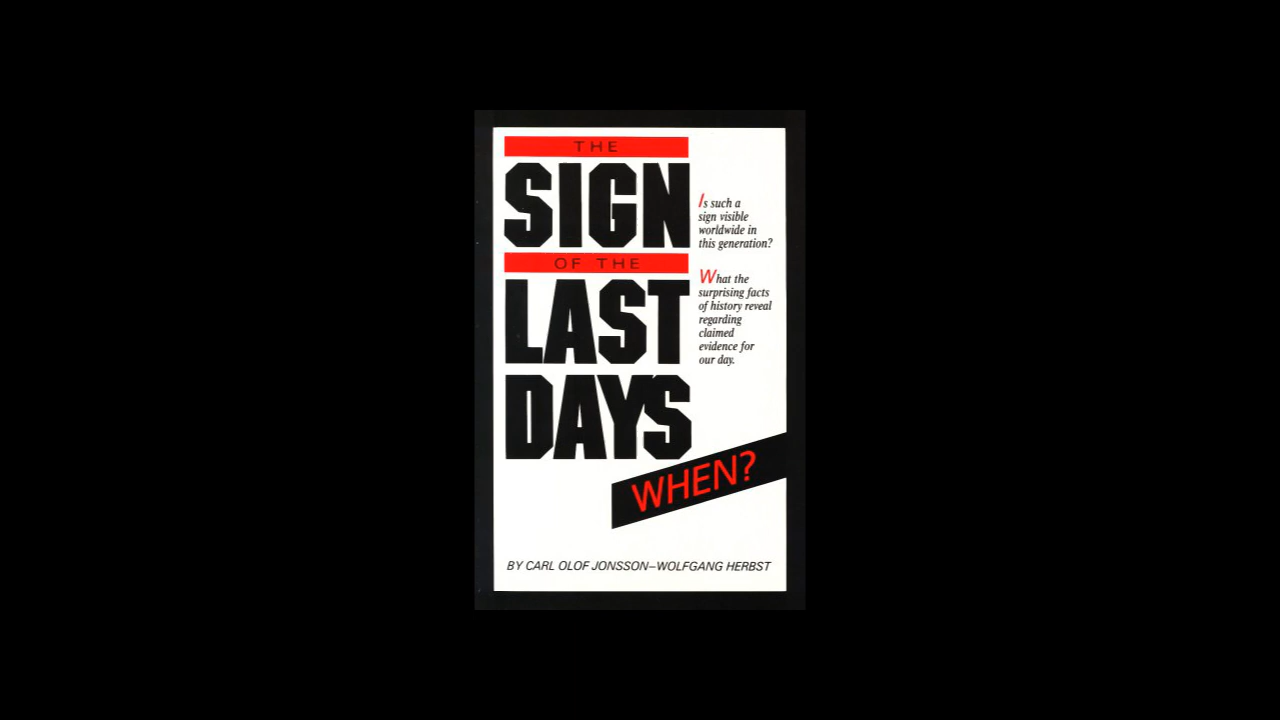 THE
SIGN
OF THE
LAST
DAYS
WHEN?
Is such a
sign visible
worldwide in
this generation?
What the
surprising facts
of history reveal
regarding
claimed
evidence for
our day.
BY CARL OLOF JONSSON–WOLFGANG HERBST